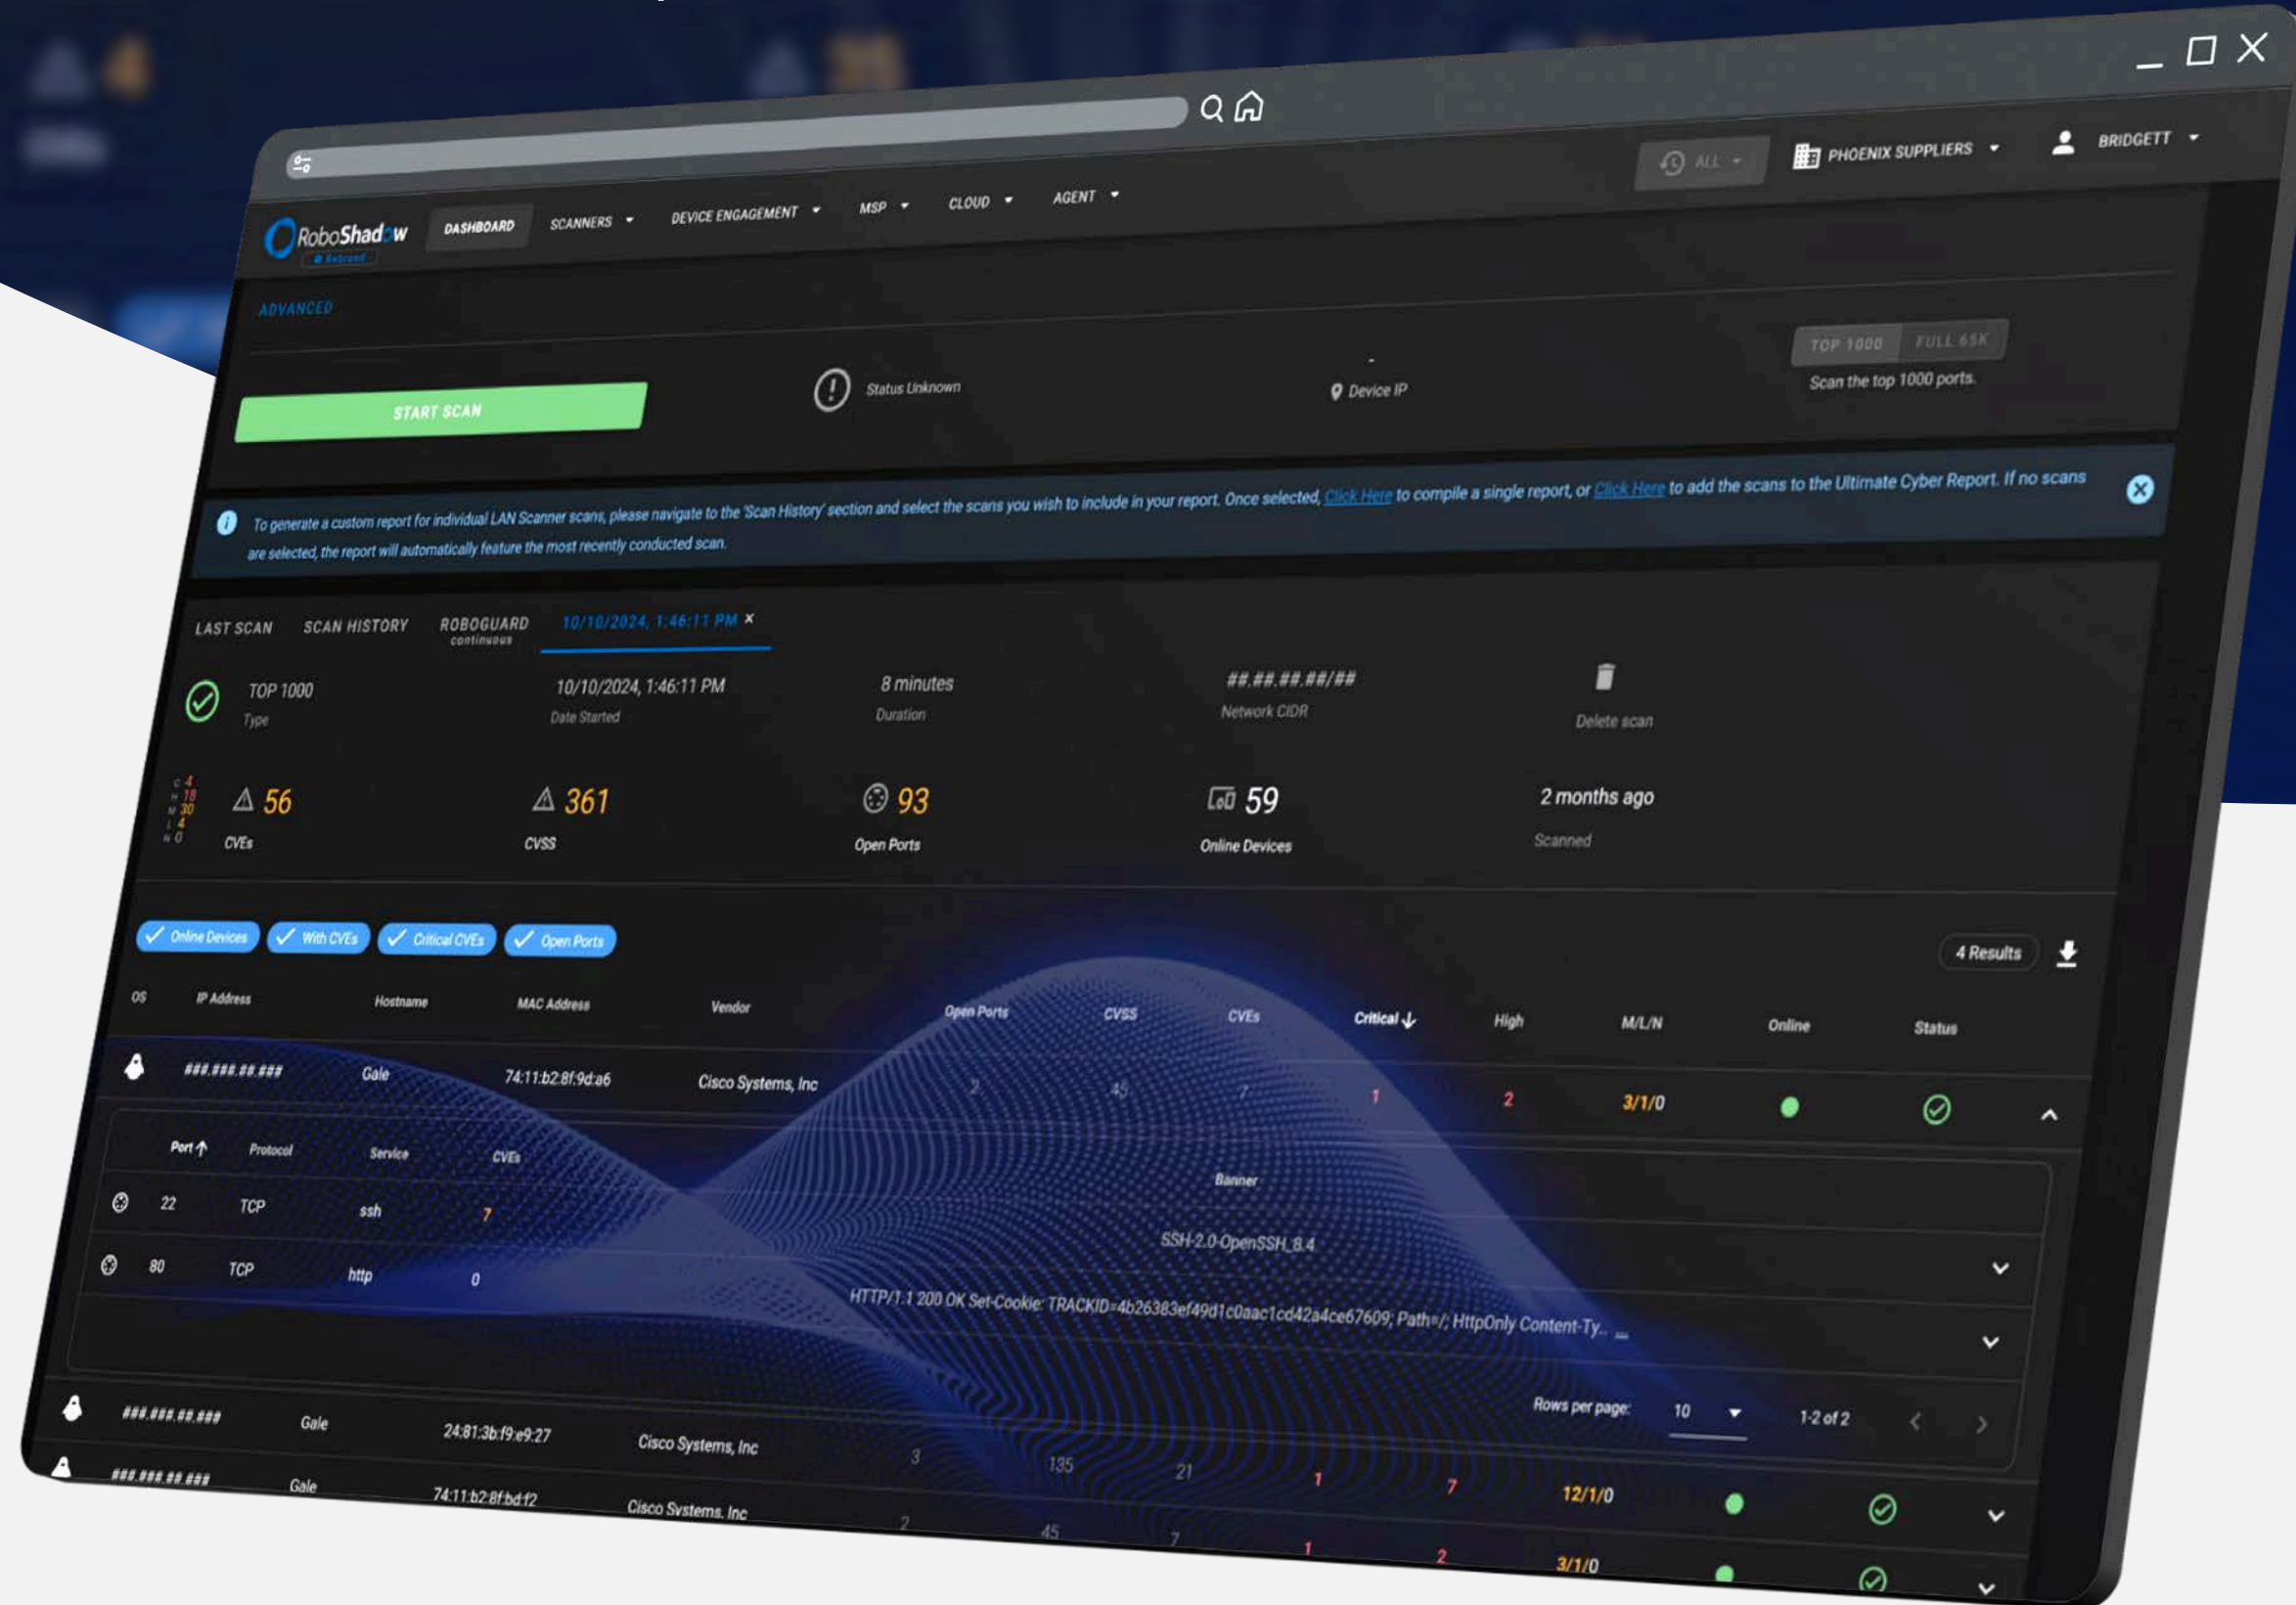 ALL PHOENIX SUPPLIERS BRIDGETT
RoboShadow DASHBOARD SCANNERS DEVICE ENGAGEMENT MSP CLOUD AGENT
Rebrand
ADVANCED
START SCAN
Status Unknown
-
Device IP
TOP 1000 FULL 65K
Scan the top 1000 ports.
To generate a custom report for individual LAN Scanner scans, please navigate to the 'Scan History' section and select the scans you wish to include in your report. Once selected, Click Here to compile a single report, or Click Here to add the scans to the Ultimate Cyber Report. If no scans
are selected, the report will automatically feature the most recently conducted scan.
LAST SCAN SCAN HISTORY ROBOGUARD 10/10/2024, 1:46:11 PM ×
continuous
TOP 1000 10/10/2024, 1:46:11 PM 8 minutes ##.##.##.##/##
Type Date Started Duration Network CIDR Delete scan
C 4
H 18
M 30
L 4
N 0
56 361 93 59 2 months ago
CVEs CVSS Open Ports Online Devices Scanned
Online Devices With CVEs Critical CVEs Open Ports 4 Results
OS IP Address Hostname MAC Address Vendor Open Ports CVSS CVEs Critical High M/L/N Online Status
###.###.##.### Gale 74:11:b2:8f:9d:a6 Cisco Systems, Inc 2 45 7 1 2 3/1/0
Port Protocol Service CVEs Banner
22 TCP ssh 7 SSH-2.0-OpenSSH_8.4
80 TCP http 0 HTTP/1.1 200 OK Set-Cookie: TRACKID=4b26383ef49d1c0aac1cd42a4ce67609; Path=/; HttpOnly Content-Ty.. ...
Rows per page: 10 1-2 of 2
###.###.##.### Gale 24:81:3b:f9:e9:27 Cisco Systems, Inc 3 135 21 1 7 12/1/0
###.###.##.### Gale 74:11:b2:8f:bd:f2 Cisco Systems, Inc 2 45 7 1 2 3/1/0